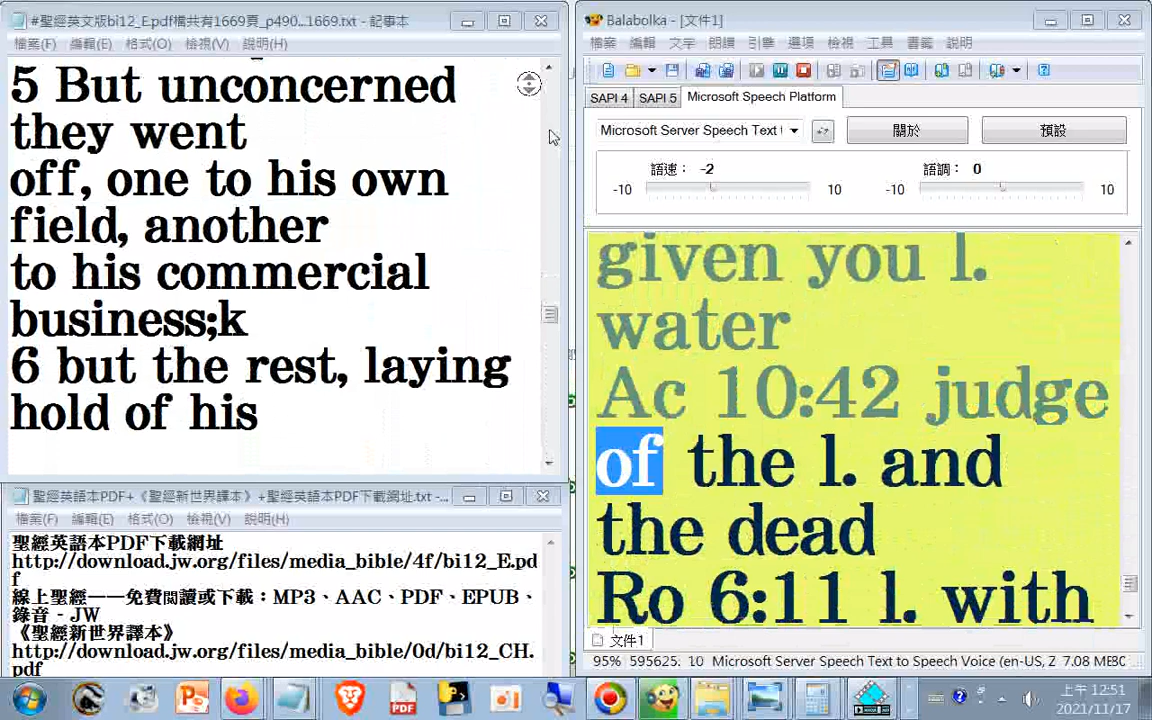 #聖經英文版bi12_E.pdf檔共有1669頁_p490...1669.txt - 記事本
檔案(F) 編輯(E) 格式(O) 檢視(V) 說明(H)
5 But unconcerned
they went
off, one to his own
field, another
to his commercial
business;k
6 but the rest, laying
hold of his
聖經英語本PDF+《聖經新世界譯本》+聖經英語本PDF下載網址.txt -...
檔案(F) 編輯(E) 格式(O) 檢視(V) 說明(H)
聖經英語本PDF下載網址
http://download.jw.org/files/media_bible/4f/bi12_E.pd
f
線上聖經——免費閱讀或下載：MP3、AAC、PDF、EPUB、
錄音 - JW
《聖經新世界譯本》
http://download.jw.org/files/media_bible/0d/bi12_CH.
pdf
Balabolka - [文件1]
檔案 編輯 文字 朗讀 引擎 選項 檢視 工具 書籤 說明
SAPI 4 SAPI 5 Microsoft Speech Platform
Microsoft Server Speech Text 關於 預設
語速： -2 語調： 0
-10 10 -10 10
given you l.
water
Ac 10:42 judge
of the l. and
the dead
Ro 6:11 l. with
文件1
95% 595625. 10 Microsoft Server Speech Text to Speech Voice (en-US, Z 7.08 МЕВС
上午 12:51
2021/11/17